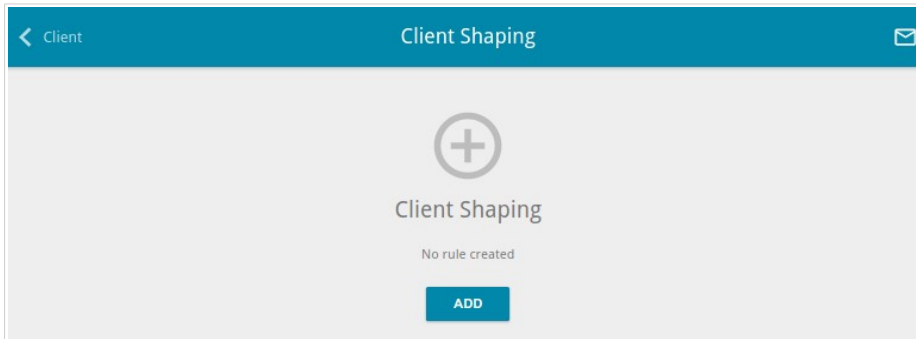 Client
Client Shaping
Client Shaping
No rule created
ADD